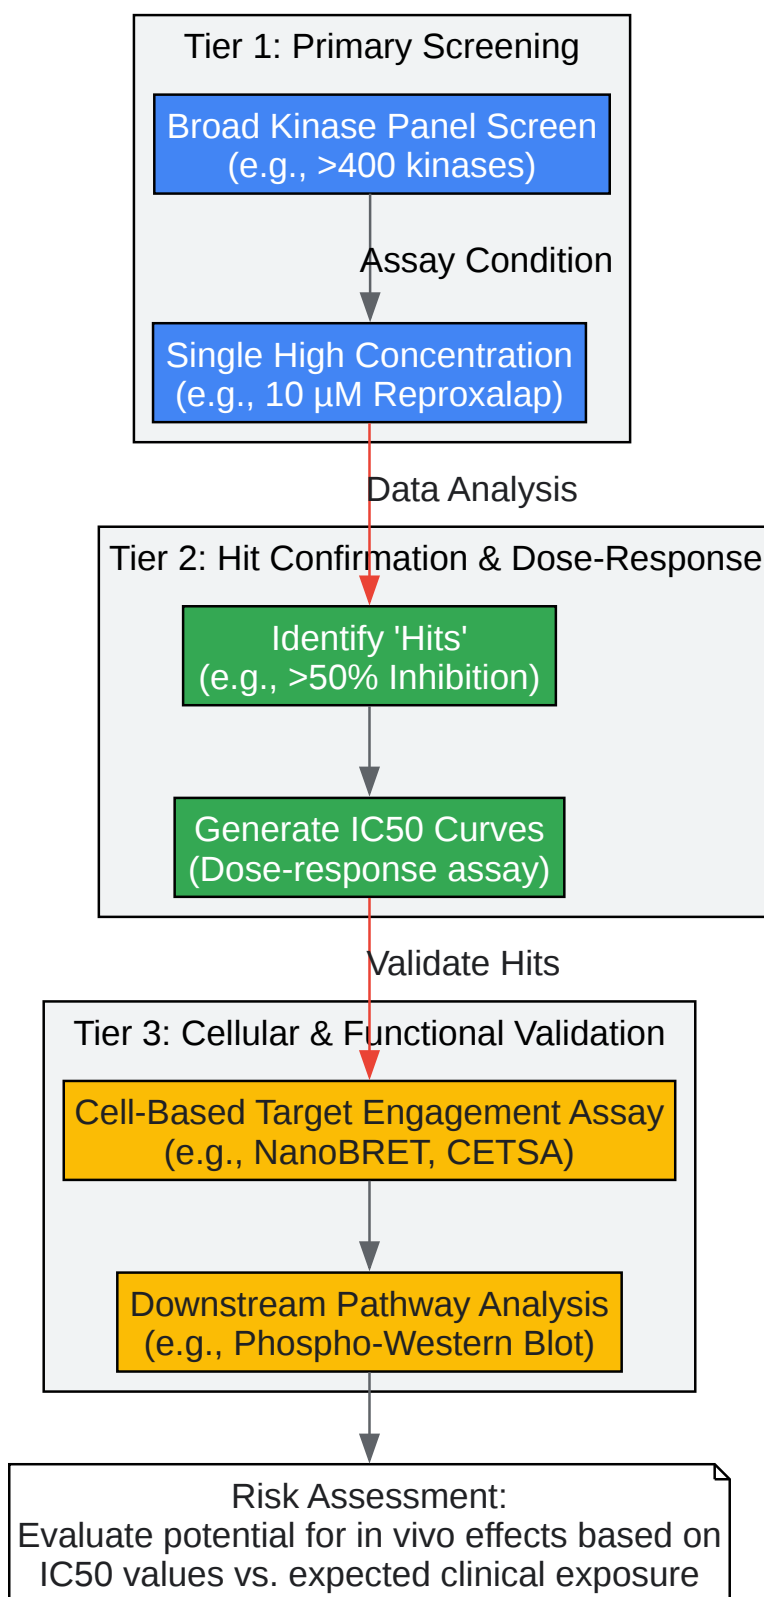 Tier 1: Primary Screening
Broad Kinase Panel Screen
(e.g., >400 kinases)
Assay Condition
Single High Concentration
(e.g., 10 µM Reproxalap)
Data Analysis
Tier 2: Hit Confirmation & Dose-Response
Identify 'Hits'
(e.g., >50% Inhibition)
Generate IC50 Curves
(Dose-response assay)
Validate Hits
Tier 3: Cellular & Functional Validation
Cell-Based Target Engagement Assay
(e.g., NanoBRET, CETSA)
Downstream Pathway Analysis
(e.g., Phospho-Western Blot)
Risk Assessment:
Evaluate potential for in vivo effects based on
IC50 values vs. expected clinical exposure